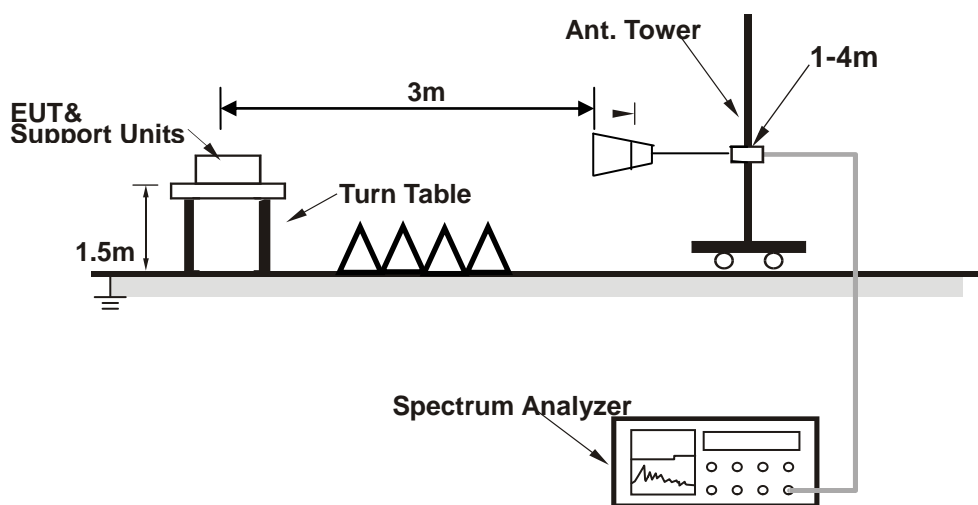 Ant. Tower
1-4m
3m
EUT&
Support Units
Turn Table
1.5m
Spectrum Analyzer